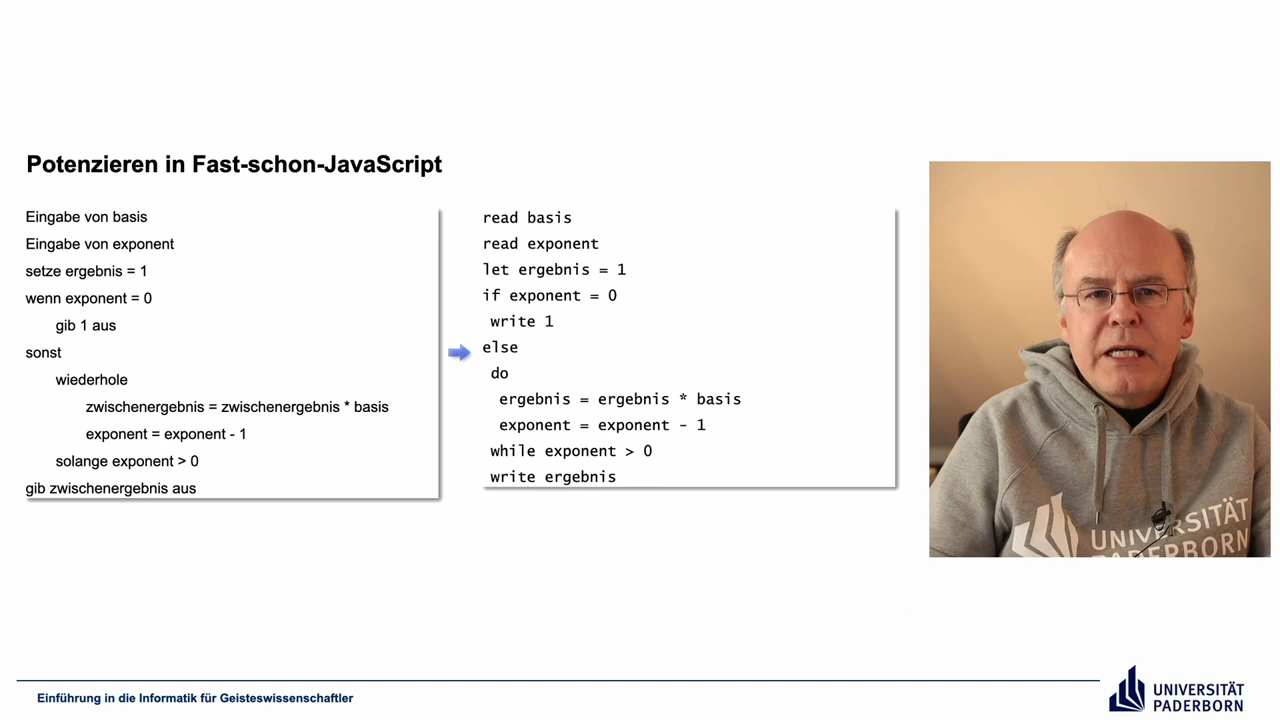 Potenzieren in Fast-schon-JavaScript
Eingabe von basis
Eingabe von exponent
setze ergebnis = 1
wenn exponent = 0
gib 1 aus
sonst
wiederhole
zwischenergebnis = zwischenergebnis * basis
exponent = exponent - 1
solange exponent > 0
gib zwischenergebnis aus
read basis
read exponent
let ergebnis = 1
if exponent = 0
write 1
else
do
ergebnis = ergebnis * basis
exponent = exponent - 1
while exponent > 0
write ergebnis
UNIVERSITÄT
PADERBORN
Einführung in die Informatik für Geisteswissenschaftler
UNIVERSITÄT
PADERBORN